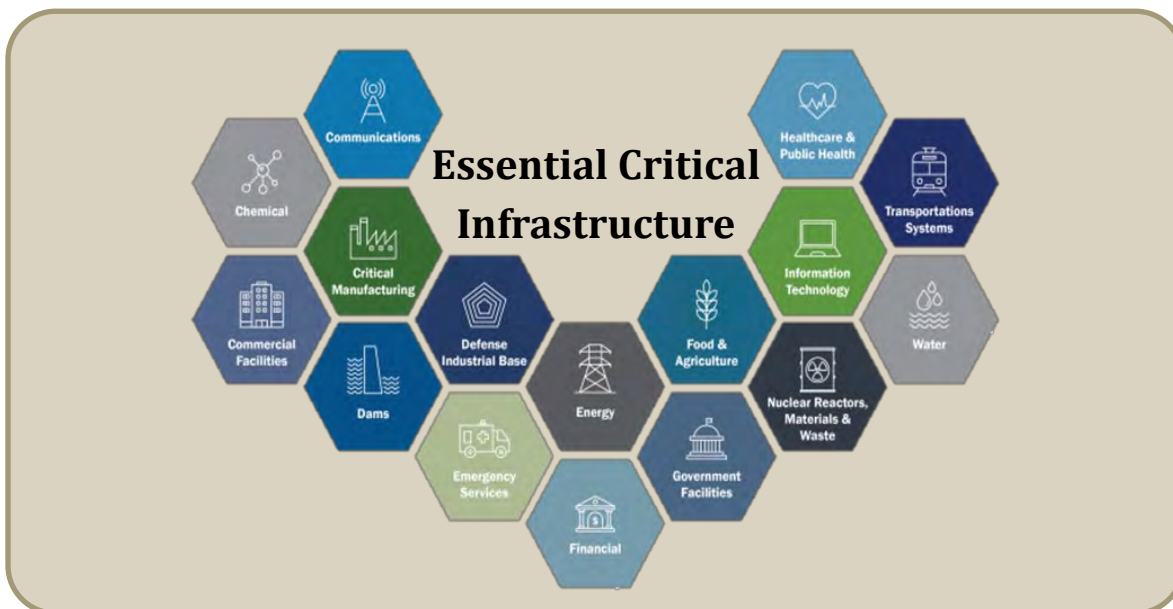 Essential Critical
Infrastructure
Communications
Chemical
Critical
Manufacturing
Commercial
Facilities
Dams
Defense
Industrial Base
Emergency
Services
Energy
Financial
Food &
Agriculture
Government
Facilities
Healthcare &
Public Health
Information
Technology
Nuclear Reactors,
Materials &
Waste
Transportations
Systems
Water
$